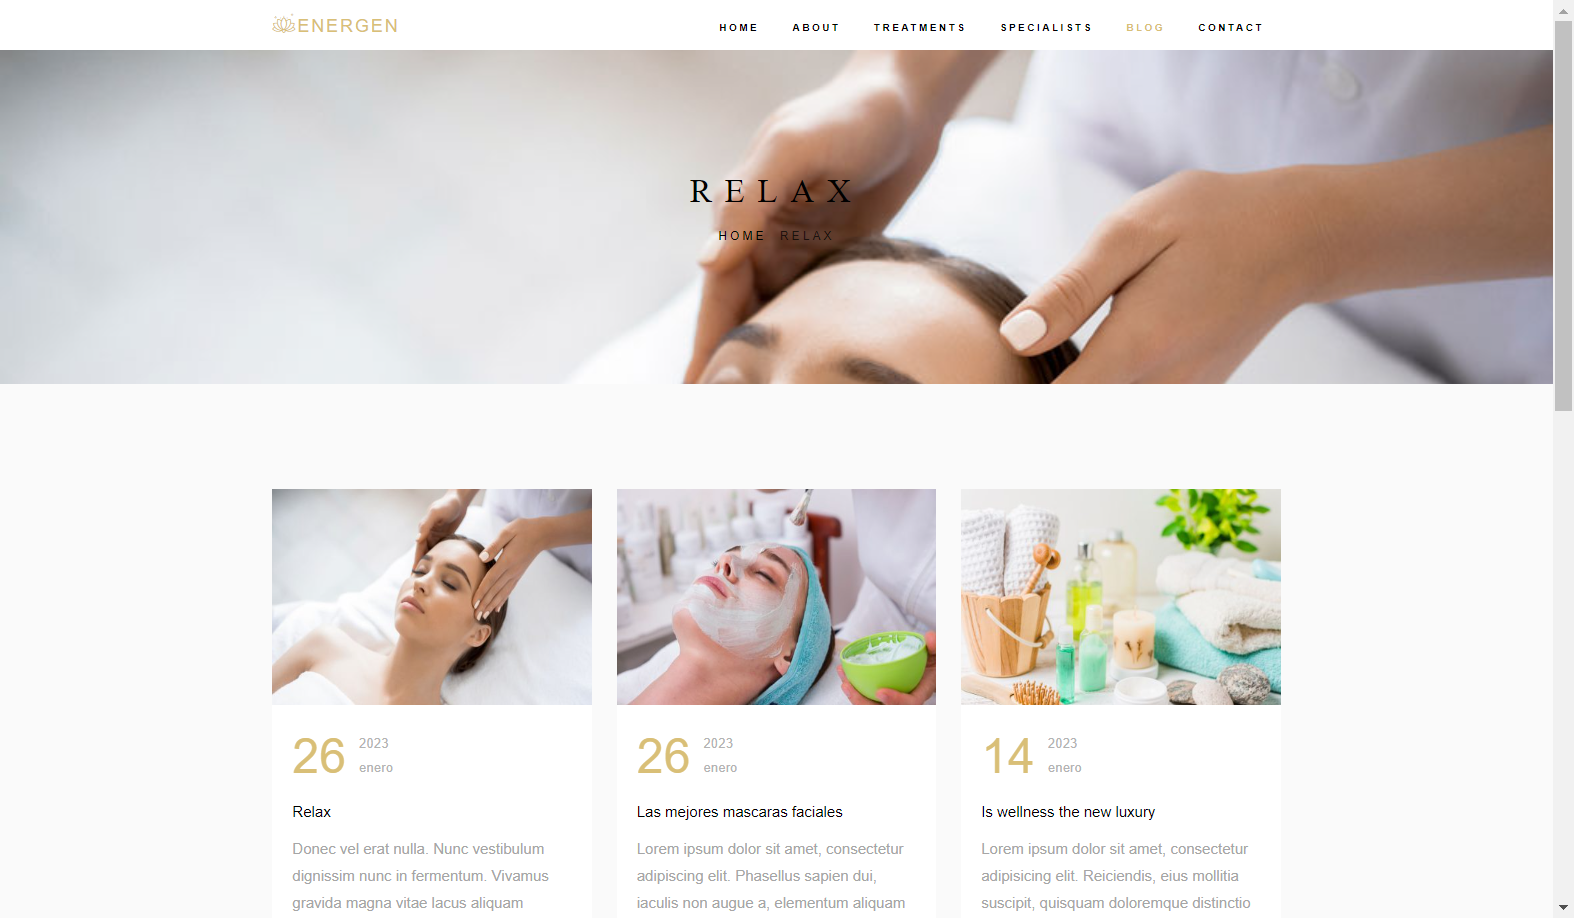 ENERGEN
HOME ABOUT TREATMENTS SPECIALISTS BLOG CONTACT
RELAX
HOME RELAX
26 2023
enero
Relax
Donec vel erat nulla. Nunc vestibulum
dignissim nunc in fermentum. Vivamus
gravida magna vitae lacus aliquam
26 2023
enero
Las mejores mascaras faciales
Lorem ipsum dolor sit amet, consectetur
adipiscing elit. Phasellus sapien dui,
iaculis non augue a, elementum aliquam
14 2023
enero
Is wellness the new luxury
Lorem ipsum dolor sit amet, consectetur
adipisicing elit. Reiciendis, eius mollitia
suscipit, quisquam doloremque distinctio